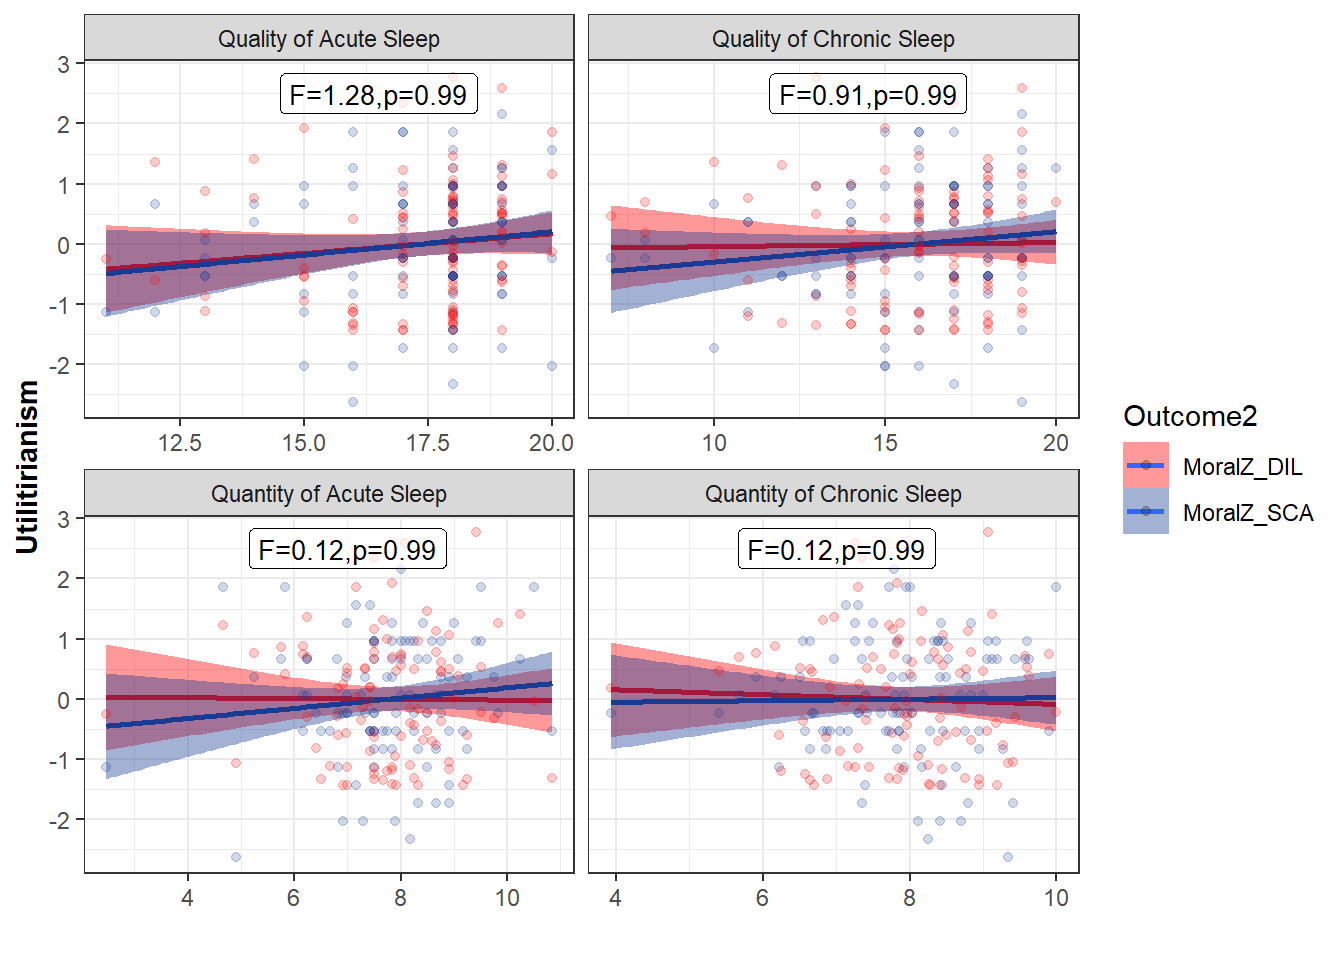 Quality of Acute Sleep
Quality of Chronic Sleep
F=1.28,p=0.99
F=0.91,p=0.99
3
2
1
0
-1
-2
12.5 15.0 17.5 20.0
10 15 20
Utilitirianism
Quantity of Acute Sleep
Quantity of Chronic Sleep
F=0.12,p=0.99
F=0.12,p=0.99
3
2
1
0
-1
-2
4 6 8 10
4 6 8 10
Outcome2
MoralZ_DIL
MoralZ_SCA